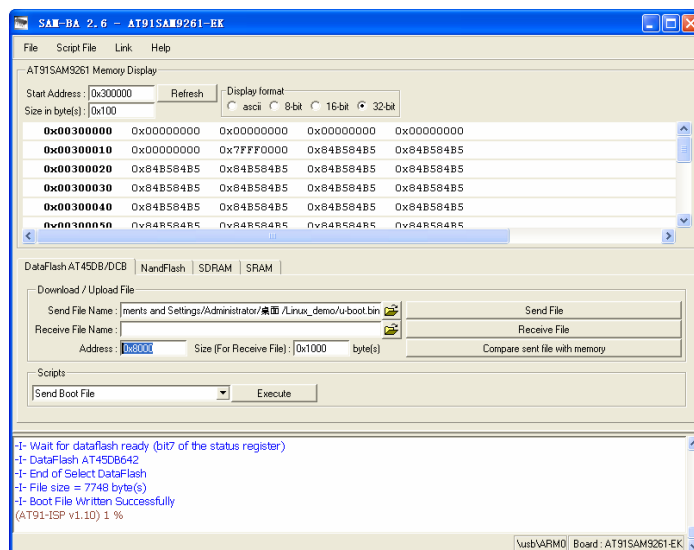 SAM-BA 2.6 - AT91SAM9261-EK
File Script File Link Help
AT91SAM9261 Memory Display
Start Address : 0x300000 Refresh Display format
Size in byte(s) : 0x100 ascii 8-bit 16-bit 32-bit
0x00300000 0x00000000 0x00000000 0x00000000 0x00000000
0x00300010 0x00000000 0x7FFF0000 0x84B584B5 0x84B584B5
0x00300020 0x84B584B5 0x84B584B5 0x84B584B5 0x84B584B5
0x00300030 0x84B584B5 0x84B584B5 0x84B584B5 0x84B584B5
0x00300040 0x84B584B5 0x84B584B5 0x84B584B5 0x84B584B5
0x00300050 0x84B584B5 0x84B584B5 0x84B584B5 0x84B584B5
DataFlash AT45DB/DCB NandFlash SDRAM SRAM
Download / Upload File
Send File Name : ments and Settings/Administrator/桌面 /Linux_demo/u-boot.bin Send File
Receive File Name : Receive File
Address : 0x8000 Size (For Receive File) : 0x1000 byte(s) Compare sent file with memory
Scripts
Send Boot File Execute
-I- Wait for dataflash ready (bit7 of the status register)
-I- DataFlash AT45DB642
-I- End of Select DataFlash
-I- File size = 7748 byte(s)
-I- Boot File Written Successfully
(AT91-ISP v1.10) 1 %
\usb\ARM0 Board : AT91SAM9261-EK